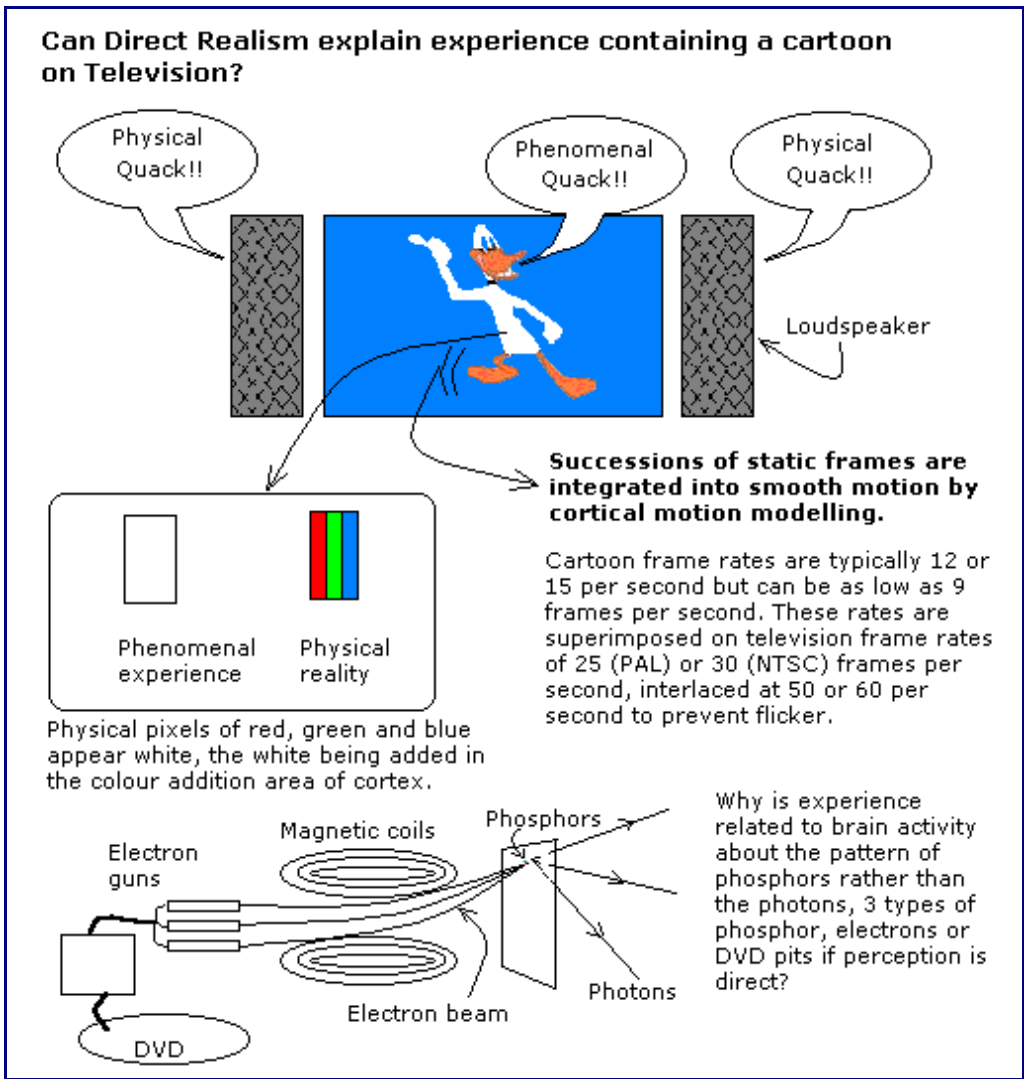 Can Direct Realism explain experience containing a cartoon
on Television?
Physical
Quack!!
Phenomenal
Quack!!
Physical
Quack!!
Loudspeaker
Successions of static frames are
integrated into smooth motion by
cortical motion modelling.
Cartoon frame rates are typically 12 or
15 per second but can be as low as 9
frames per second. These rates are
superimposed on television frame rates
of 25 (PAL) or 30 (NTSC) frames per
second, interlaced at 50 or 60 per
second to prevent flicker.
Phenomenal
experience
Physical
reality
Physical pixels of red, green and blue
appear white, the white being added in
the colour addition area of cortex.
Electron
guns
Magnetic coils
Phosphors
Photons
Electron beam
DVD
Why is experience
related to brain activity
about the pattern of
phosphors rather than
the photons, 3 types of
phosphor, electrons or
DVD pits if perception is
direct?